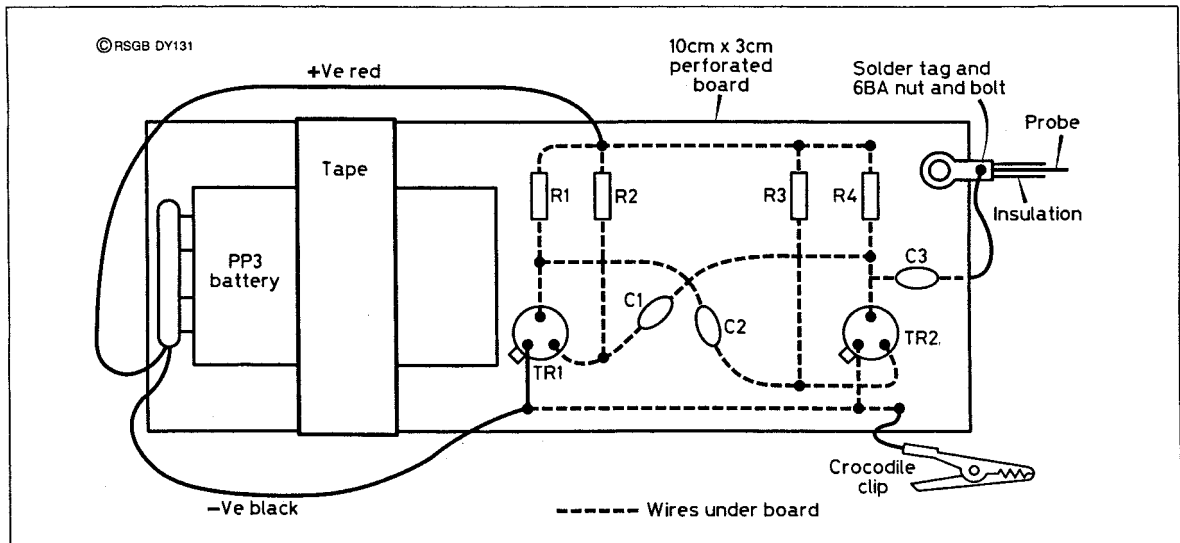 © RSGB DY131
+Ve red
10cm x 3cm
perforated
board
Solder tag and
6BA nut and bolt
Probe
Insulation
Tape
PP3
battery
R1
R2
R3
R4
C1
C2
C3
TR1
TR2
Crocodile
clip
-Ve black
Wires under board